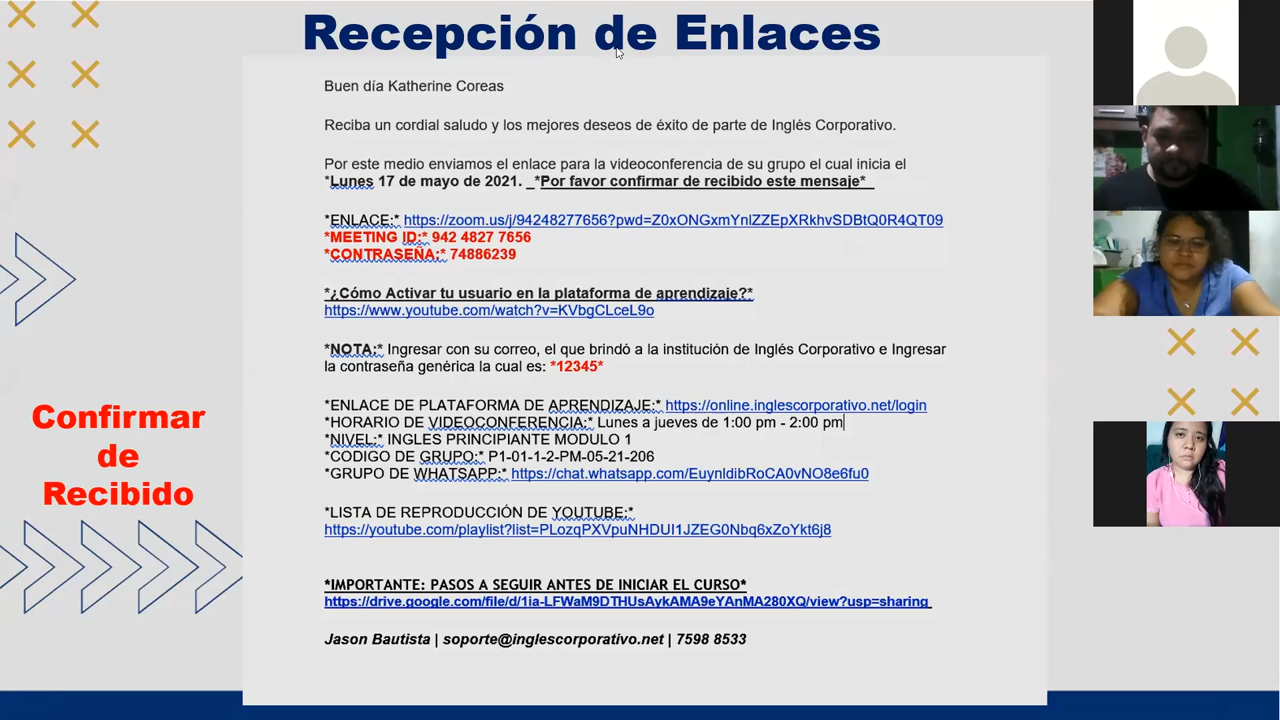 Recepción de Enlaces
Buen día Katherine Coreas
Reciba un cordial saludo y los mejores deseos de éxito de parte de Inglés Corporativo.
Por este medio enviamos el enlace para la videoconferencia de su grupo el cual inicia el
*Lunes 17 de mayo de 2021. _*Por favor confirmar de recibido este mensaje*_
*ENLACE:* https://zoom.us/j/94248277656?pwd=Z0xONGxmYnlZZEpXRkhvSDBtQ0R4QT09
*MEETING ID:* 942 4827 7656
*CONTRASEÑA:* 74886239
*¿Cómo Activar tu usuario en la plataforma de aprendizaje?*
https://www.youtube.com/watch?v=KVbgCLceL9o
*NOTA:* Ingresar con su correo, el que brindó a la institución de Inglés Corporativo e Ingresar
la contraseña genérica la cual es: *12345*
*ENLACE DE PLATAFORMA DE APRENDIZAJE:* https://online.inglescorporativo.net/login
*HORARIO DE VIDEOCONFERENCIA:* Lunes a jueves de 1:00 pm - 2:00 pm
*NIVEL:* INGLES PRINCIPIANTE MODULO 1
*CODIGO DE GRUPO:* P1-01-1-2-PM-05-21-206
*GRUPO DE WHATSAPP:* https://chat.whatsapp.com/EuynldibRoCA0vNO8e6fu0
*LISTA DE REPRODUCCIÓN DE YOUTUBE:*
https://youtube.com/playlist?list=PLozqPXVpuNHDUI1JZEG0Nbq6xZoYkt6j8
*IMPORTANTE: PASOS A SEGUIR ANTES DE INICIAR EL CURSO*
https://drive.google.com/file/d/1ia-LFWaM9DTHUsAykAMA9eYAnMA280XQ/view?usp=sharing
Jason Bautista | soporte@inglescorporativo.net | 7598 8533
Confirmar
de
Recibido